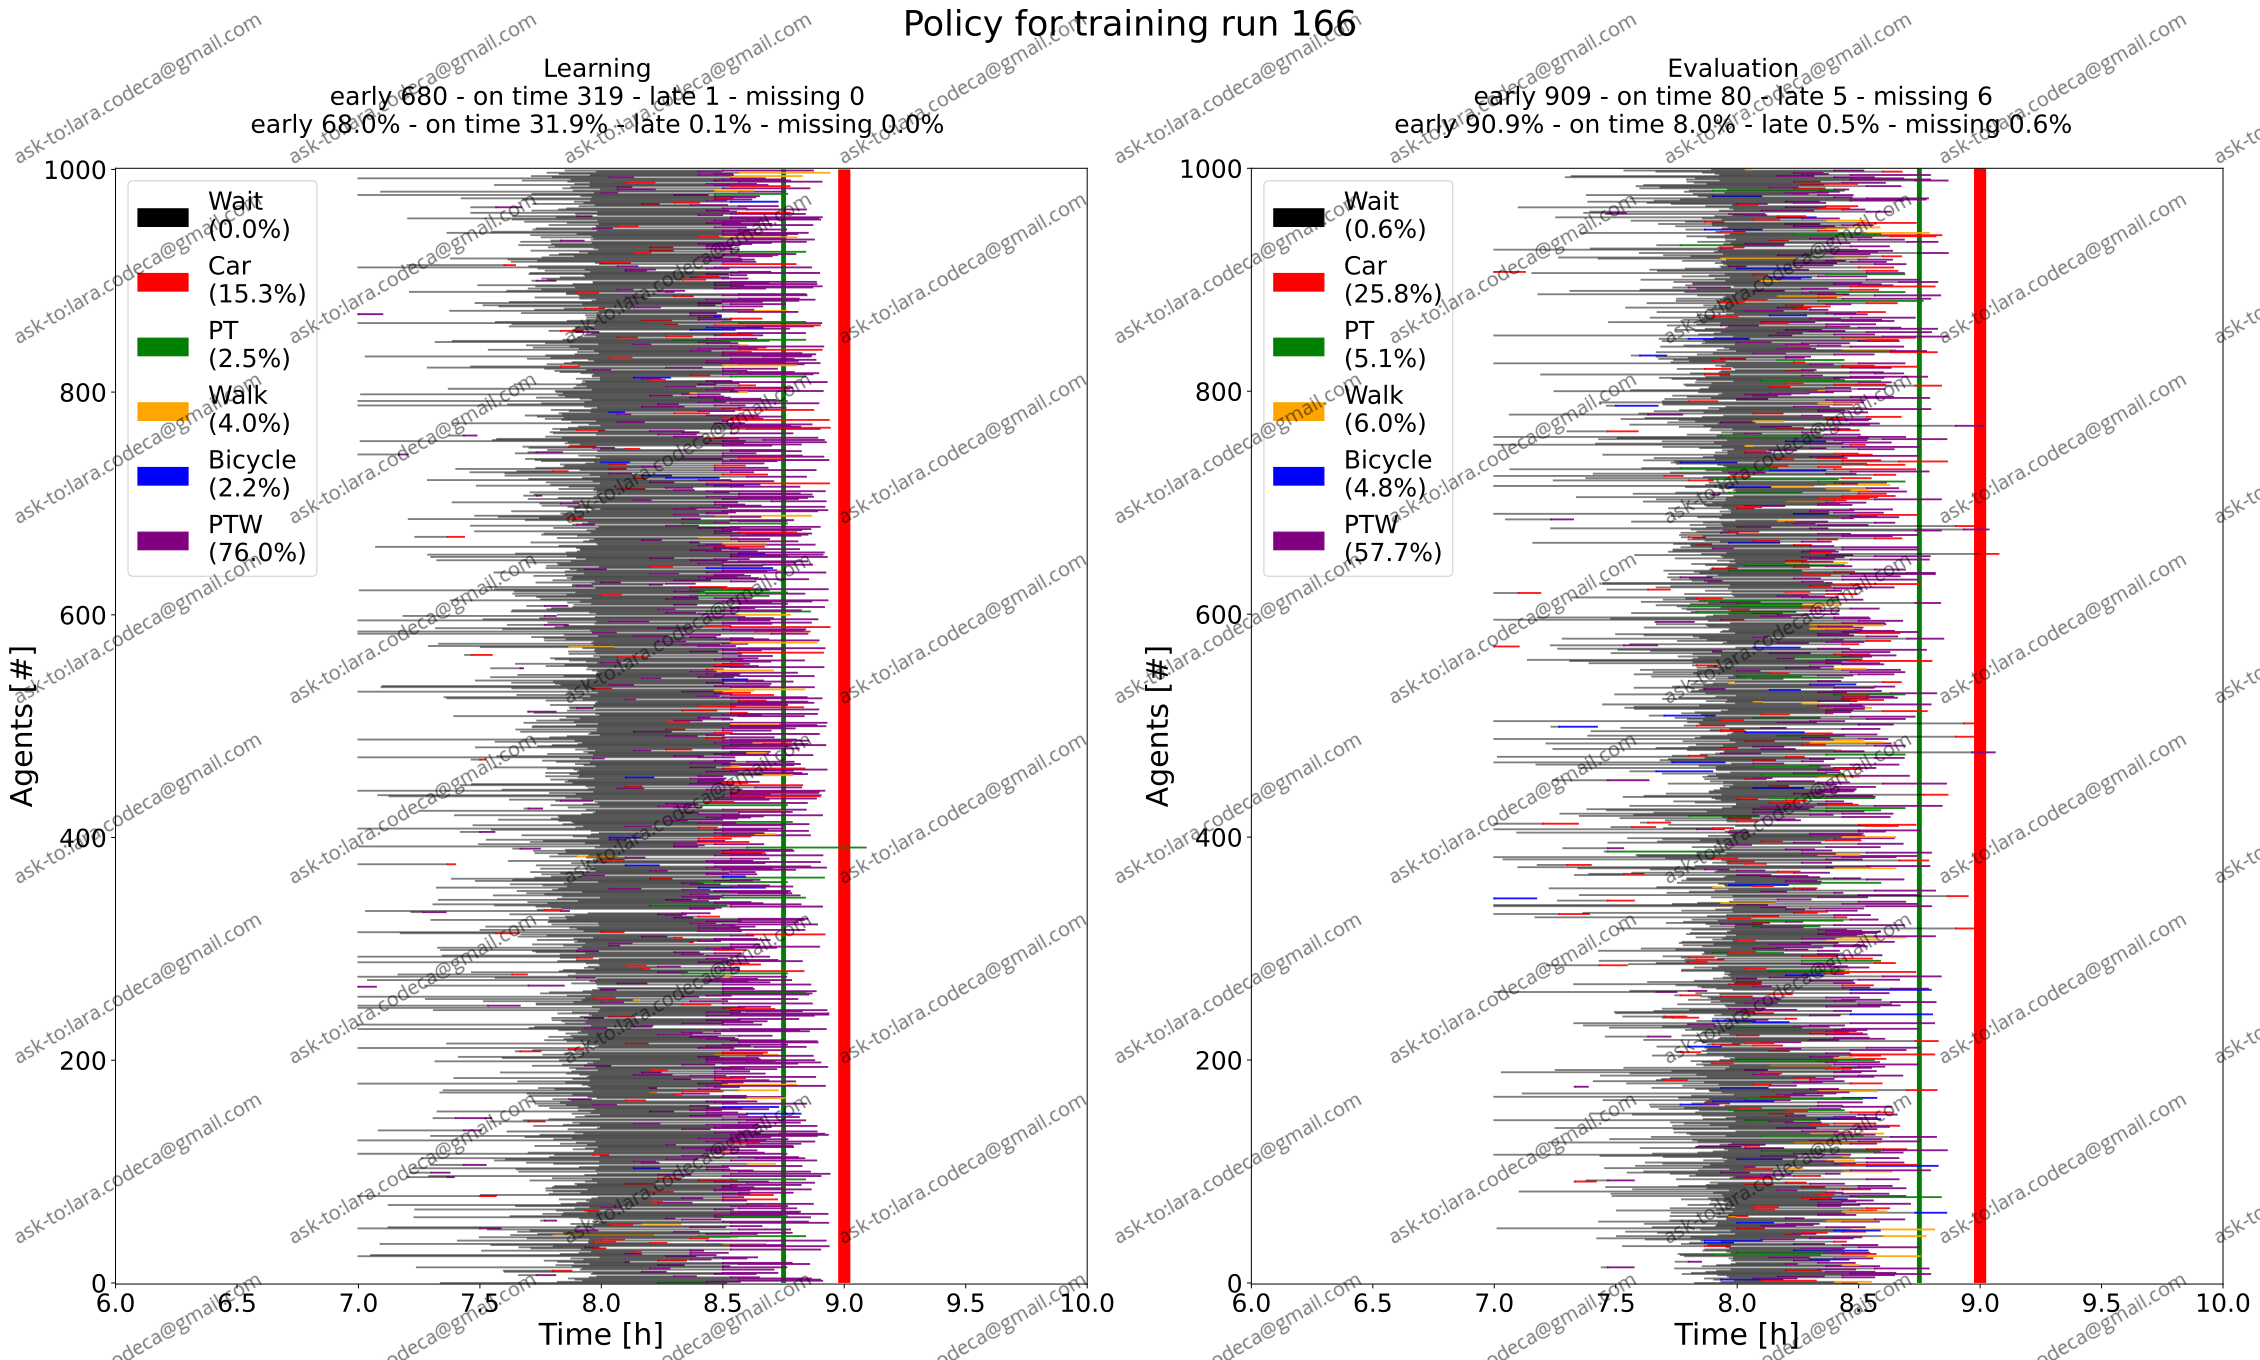 Policy for training run 166
Learning
early 680 - on time 319 - late 1 - missing 0
early 68.0% - on time 31.9% - late 0.1% - missing 0.0%
Wait
(0.0%)
Car
(15.3%)
PT
(2.5%)
Walk
(4.0%)
Bicycle
(2.2%)
PTW
(76.0%)
Agents [#]
1000
800
600
400
200
0
6.0 6.5 7.0 7.5 8.0 8.5 9.0 9.5 10.0
Time [h]
Evaluation
early 909 - on time 80 - late 5 - missing 6
early 90.9% - on time 8.0% - late 0.5% - missing 0.6%
Wait
(0.6%)
Car
(25.8%)
PT
(5.1%)
Walk
(6.0%)
Bicycle
(4.8%)
PTW
(57.7%)
Agents [#]
1000
800
600
400
200
0
6.0 6.5 7.0 7.5 8.0 8.5 9.0 9.5 10.0
Time [h]
ask-to:lara.codeca@gmail.com